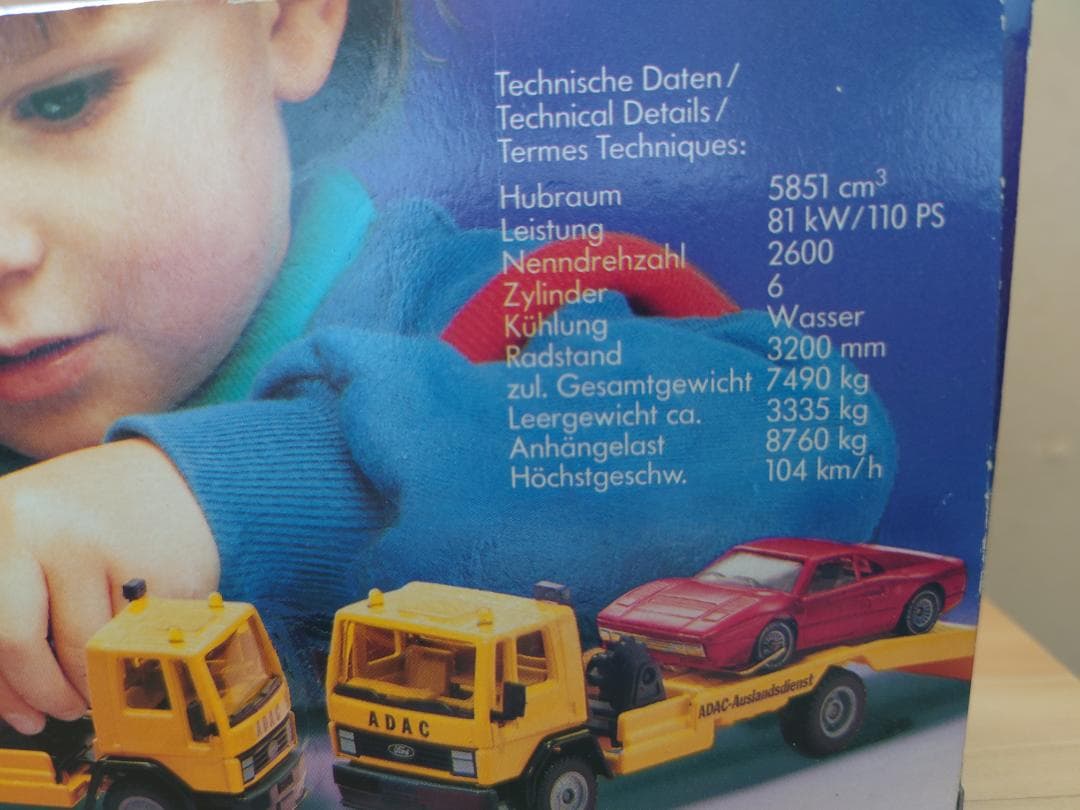 Technische Daten/
Technical Details/
Termes Techniques:
Hubraum 5851 cm³
Leistung 81 kW/110 PS
Nenndrehzahl 2600
Zylinder 6
Kühlung Wasser
Radstand 3200 mm
zul. Gesamtgewicht 7490 kg
Leergewicht ca. 3335 kg
Anhängelast 8760 kg
Höchstgeschw. 104 km/h
ADAC-Auslandsdienst
ADAC
ADAC
Ford